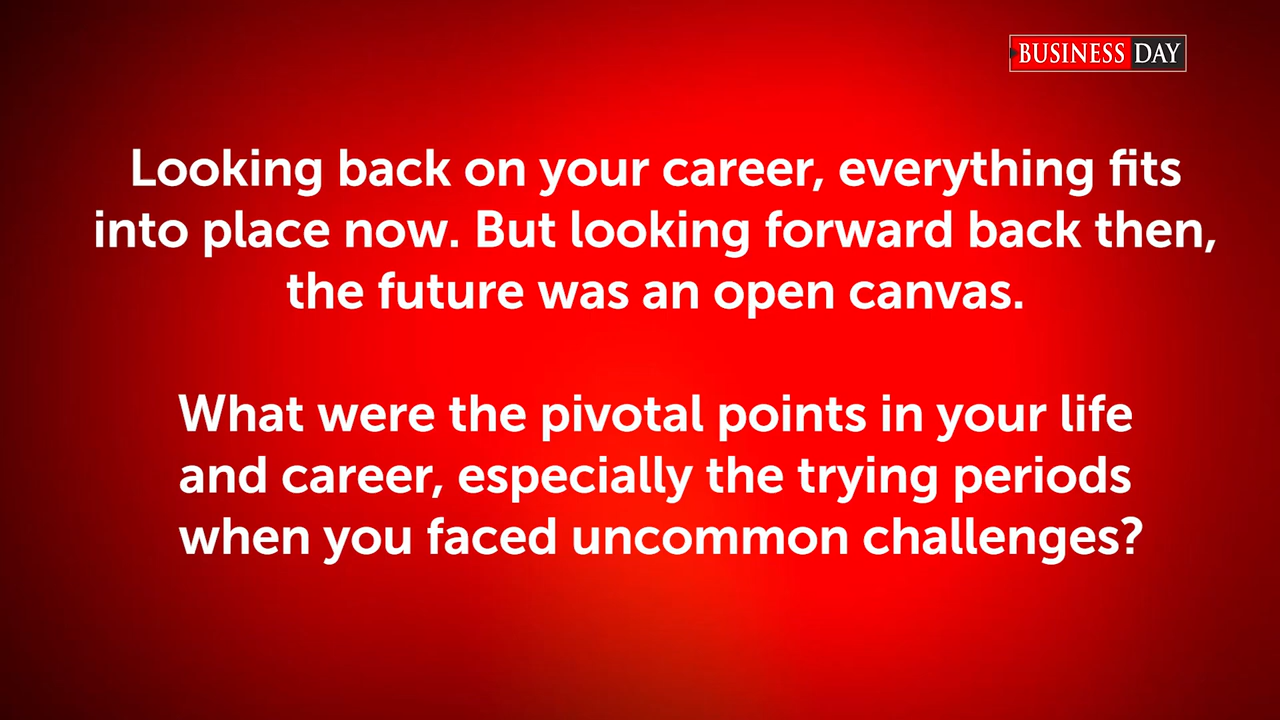 BUSINESS DAY
Looking back on your career, everything fits
into place now. But looking forward back then,
the future was an open canvas.
What were the pivotal points in your life
and career, especially the trying periods
when you faced uncommon challenges?